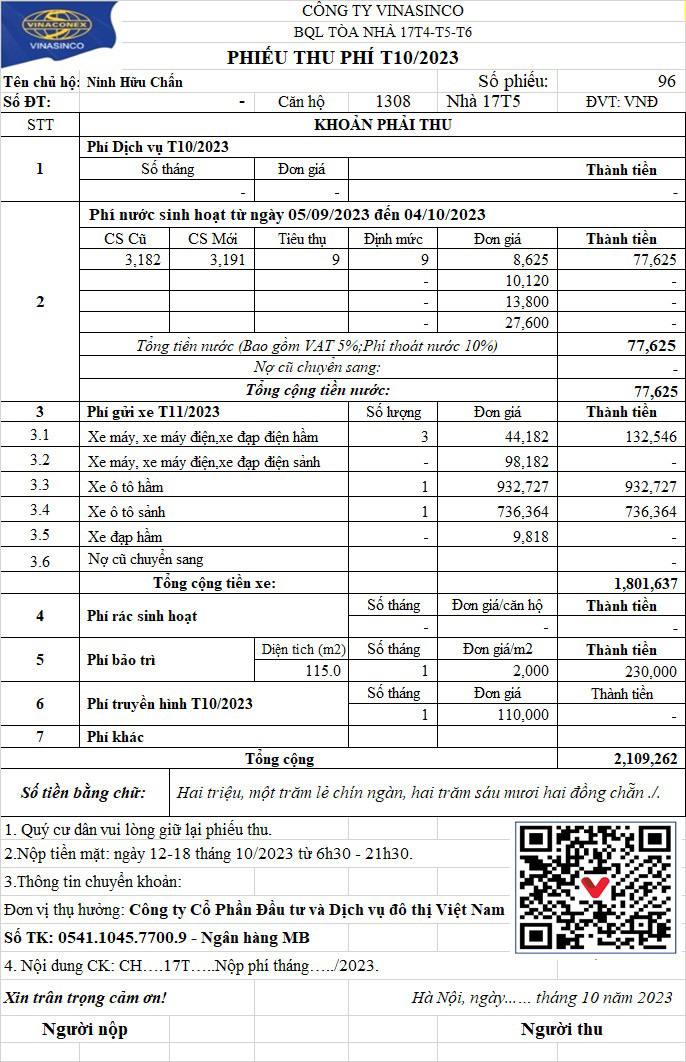 VINACONEX
VINASINCO
CÔNG TY VINASINCO
BQL TÒA NHÀ 17T4-T5-T6
PHIẾU THU PHÍ T10/2023
Tên chủ hộ: Ninh Hữu Chấn Số phiếu: 96
Số ĐT: - Căn hộ 1308 Nhà 17T5 ĐVT: VNĐ
STT KHOẢN PHẢI THU
1 Phí Dịch vụ T10/2023
Số tháng Đơn giá Thành tiền
- - -
2 Phí nước sinh hoạt từ ngày 05/09/2023 đến 04/10/2023
CS Cũ CS Mới Tiêu thụ Định mức Đơn giá Thành tiền
3,182 3,191 9 9 8,625 77,625
- 10,120 -
- 13,800 -
- 27,600 -
Tổng tiền nước (Bao gồm VAT 5%;Phí thoát nước 10%) 77,625
Nợ cũ chuyển sang: -
Tổng cộng tiền nước: 77,625
3 Phí gửi xe T11/2023 Số lượng Đơn giá Thành tiền
3.1 Xe máy, xe máy điện,xe đạp điện hầm 3 44,182 132,546
3.2 Xe máy, xe máy điện,xe đạp điện sảnh - 98,182 -
3.3 Xe ô tô hầm 1 932,727 932,727
3.4 Xe ô tô sảnh 1 736,364 736,364
3.5 Xe đạp hầm - 9,818 -
3.6 Nợ cũ chuyển sang -
Tổng cộng tiền xe: 1,801,637
4 Phí rác sinh hoạt Số tháng Đơn giá/căn hộ Thành tiền
- - -
5 Phí bảo trì Diện tích (m2) Số tháng Đơn giá/m2 Thành tiền
115.0 1 2,000 230,000
6 Phí truyền hình T10/2023 Số tháng Đơn giá Thành tiền
1 110,000 -
7 Phí khác
Tổng cộng 2,109,262
Số tiền bằng chữ: Hai triệu, một trăm lẻ chín ngàn, hai trăm sáu mươi hai đồng chẵn ./.
1. Quý cư dân vui lòng giữ lại phiếu thu.
2.Nộp tiền mặt: ngày 12-18 tháng 10/2023 từ 6h30 - 21h30.
3.Thông tin chuyển khoản:
Đơn vị thụ hưởng: Công ty Cổ Phần Đầu tư và Dịch vụ đô thị Việt Nam
Số TK: 0541.1045.7700.9 - Ngân hàng MB
4. Nội dung CK: CH….17T…..Nộp phí tháng…../2023.
Xin trân trọng cảm ơn! Hà Nội, ngày...... tháng 10 năm 2023
Người nộp Người thu